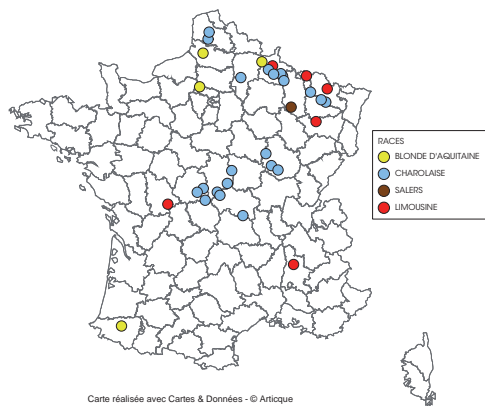 RACES
BLONDE D'AQUITAINE
CHAROLAISE
SALERS
LIMOUSINE
Carte réalisée avec Cartes & Données - © Articque